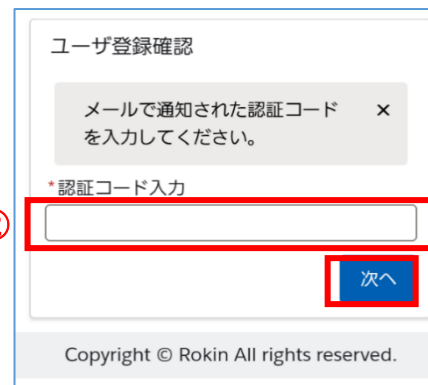 ユーザ登録確認
メールで通知された認証コード ×
を入力してください。
*認証コード入力
次へ
Copyright © Rokin All rights reserved.